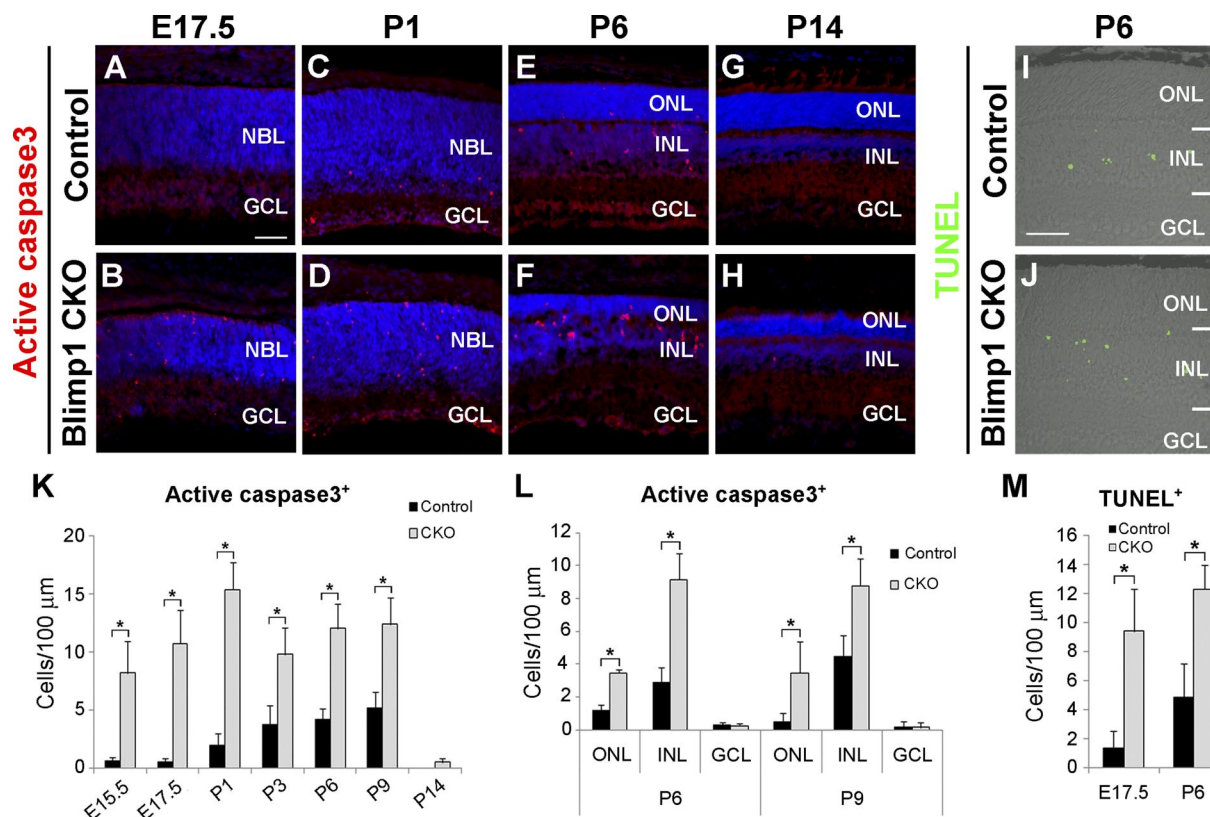 E17.5 P1 P6 P14 P6
Active caspase3
Control
Blimp1 CKO
A
NBL
GCL
C
NBL
GCL
E
ONL
INL
GCL
G
ONL
INL
GCL
B
NBL
GCL
D
NBL
GCL
F
ONL
INL
GCL
H
ONL
INL
GCL
TUNEL
Control
Blimp1 CKO
I
ONL
INL
GCL
J
ONL
INL
GCL
K
Active caspase3+
Control
CKO
Cells/100 µm
20
15
10
5
0
* * * * * *
E15.5 E17.5 P1 P3 P6 P9 P14
L
Active caspase3+
Control
CKO
Cells/100 µm
12
10
8
6
4
2
0
* * * *
ONL INL GCL ONL INL GCL
P6 P9
M
TUNEL+
Control
CKO
Cells/100 µm
16
14
12
10
8
6
4
2
0
* *
E17.5 P6